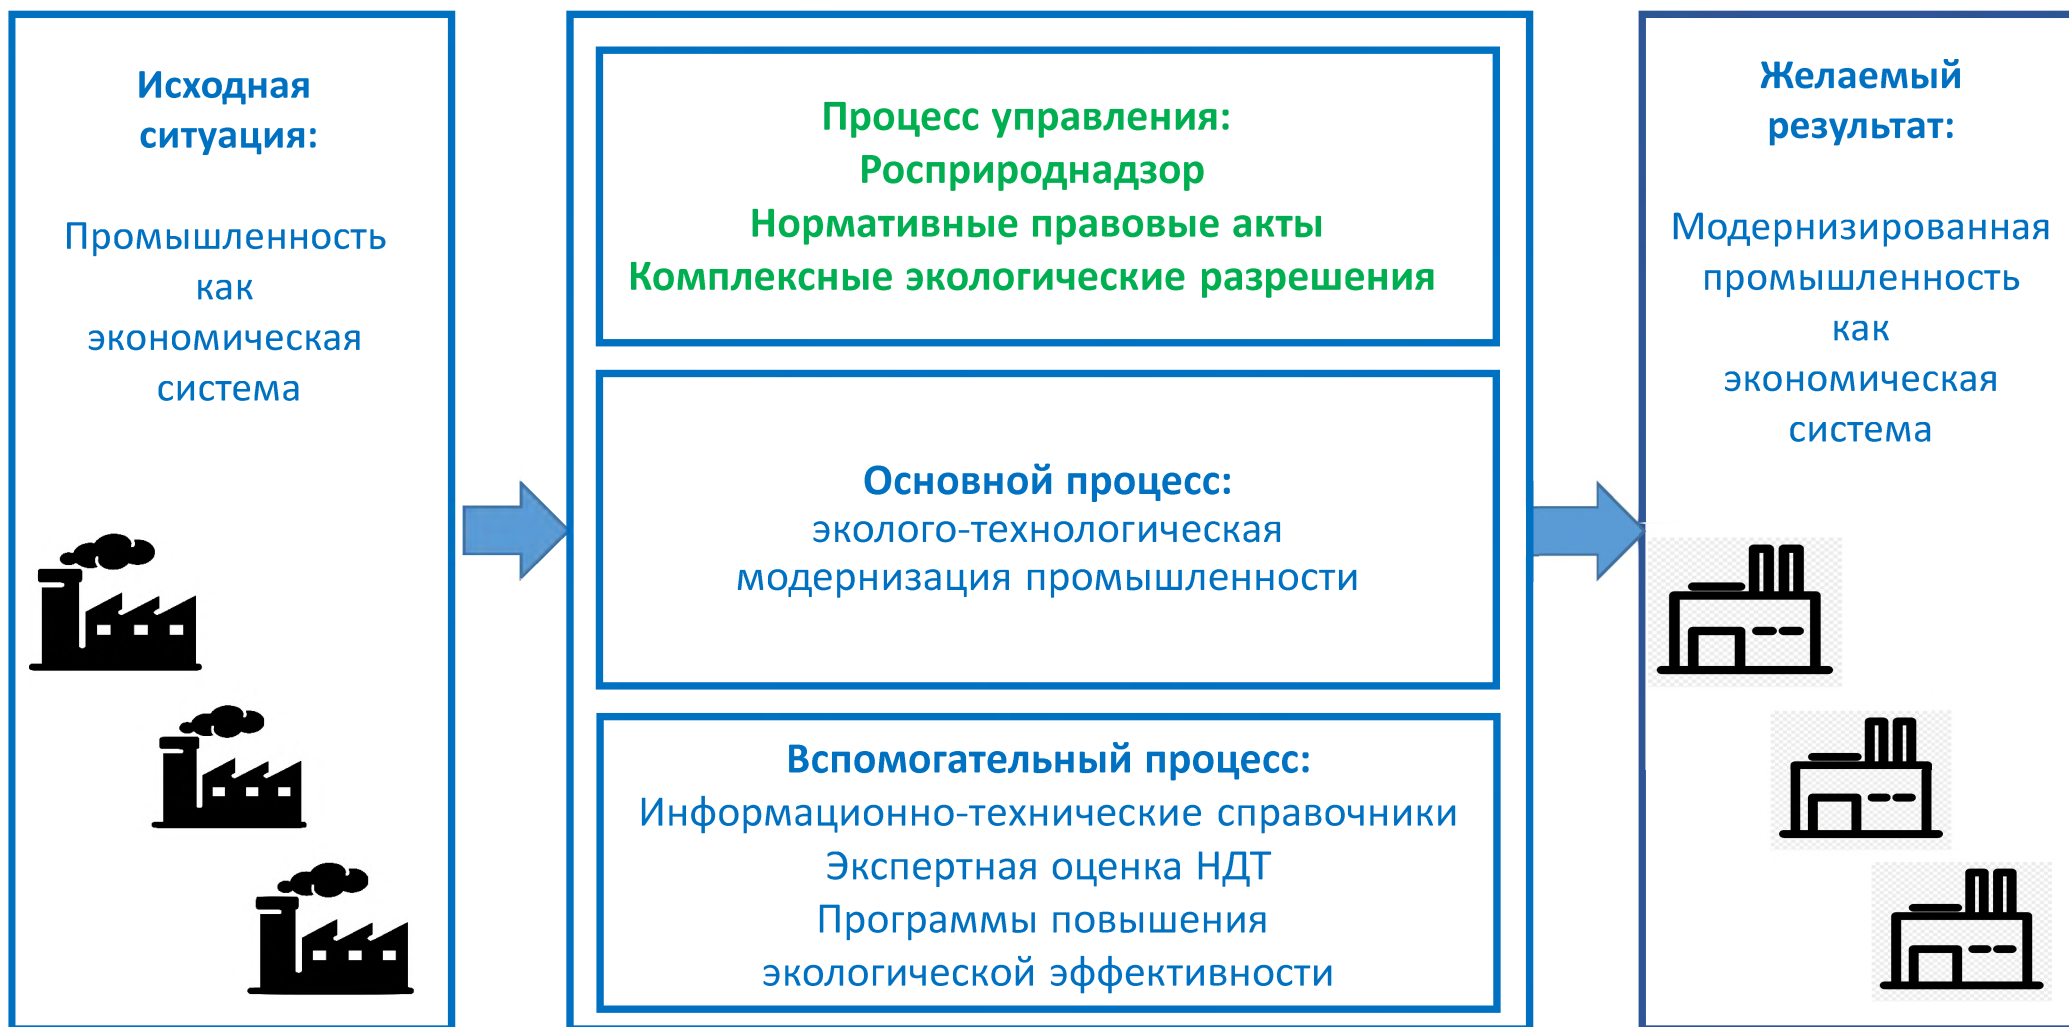 Исходная
ситуация:
Промышленность
как
экономическая
система
Процесс управления:
Росприроднадзор
Нормативные правовые акты
Комплексные экологические разрешения
Основной процесс:
эколого-технологическая
модернизация промышленности
Вспомогательный процесс:
Информационно-технические справочники
Экспертная оценка НДТ
Программы повышения
экологической эффективности
Желаемый
результат:
Модернизированная
промышленность
как
экономическая
система